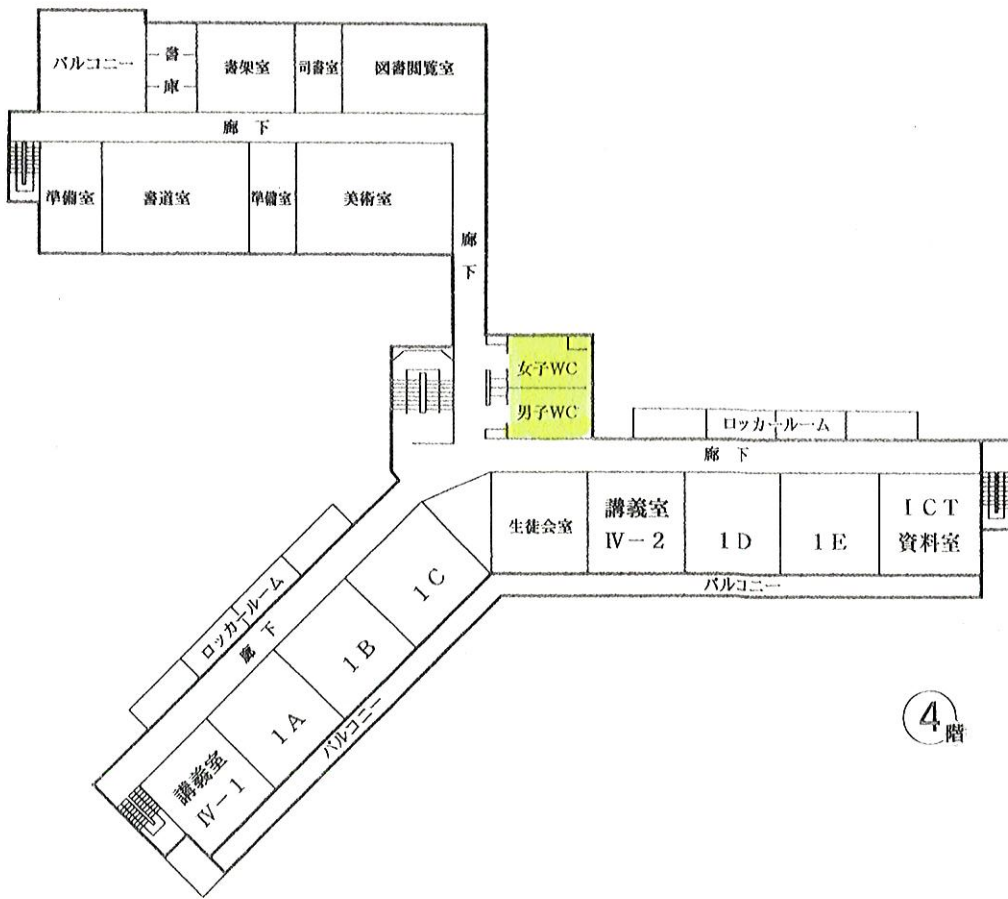 バルコニー
書庫
書架室
司書室
図書閲覧室
廊下
準備室
書道室
準備室
美術室
廊下
女子WC
男子WC
ロッカールーム
廊下
生徒会室
講義室
Ⅳ－2
1D
1E
ICT
資料室
バルコニー
1C
ロッカールーム
廊下
1B
1A
バルコニー
講義室
Ⅳ－1
4階